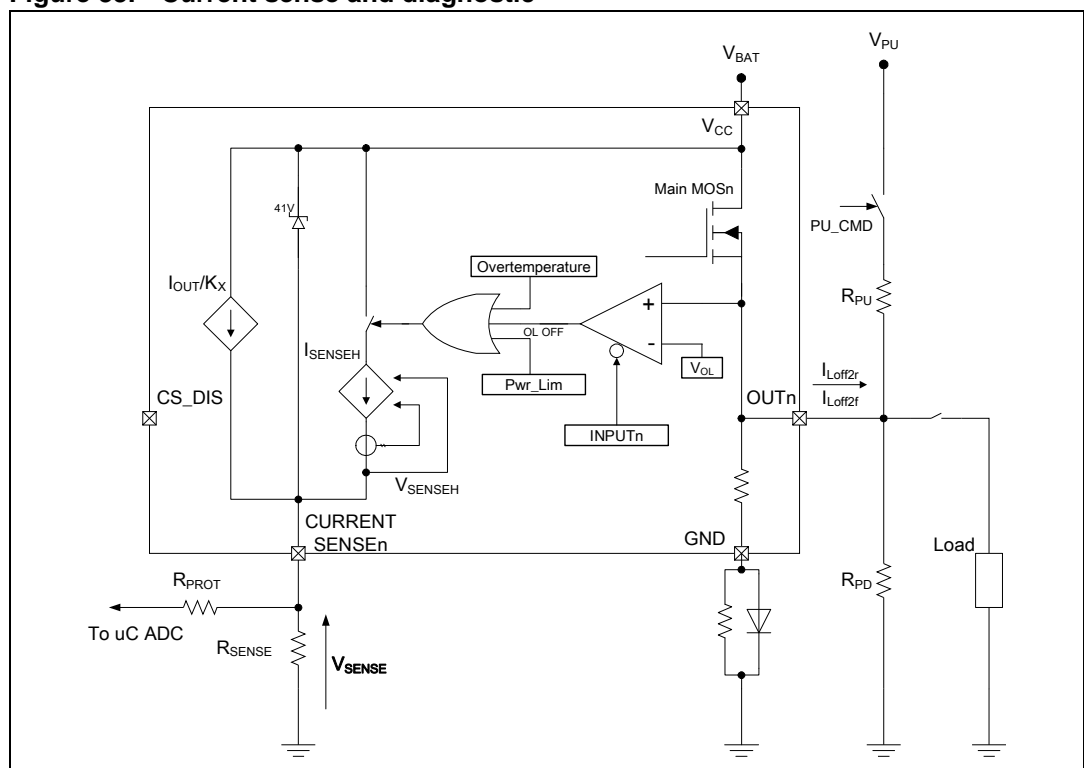 Figure 35. Current sense and diagnostic
VBAT
VPU
VCC
Main MOSn
41V
PU_CMD
Overtemperature
IOUT/KX
RPU
+
OL OFF
-
ISENSEH
VOL
Pwr_Lim
ILoff2r
CS_DIS
OUTn
ILoff2f
INPUTn
VSENSEH
CURRENT
SENSEn
GND
Load
RPROT
RPD
To uC ADC
RSENSE
VSENSE